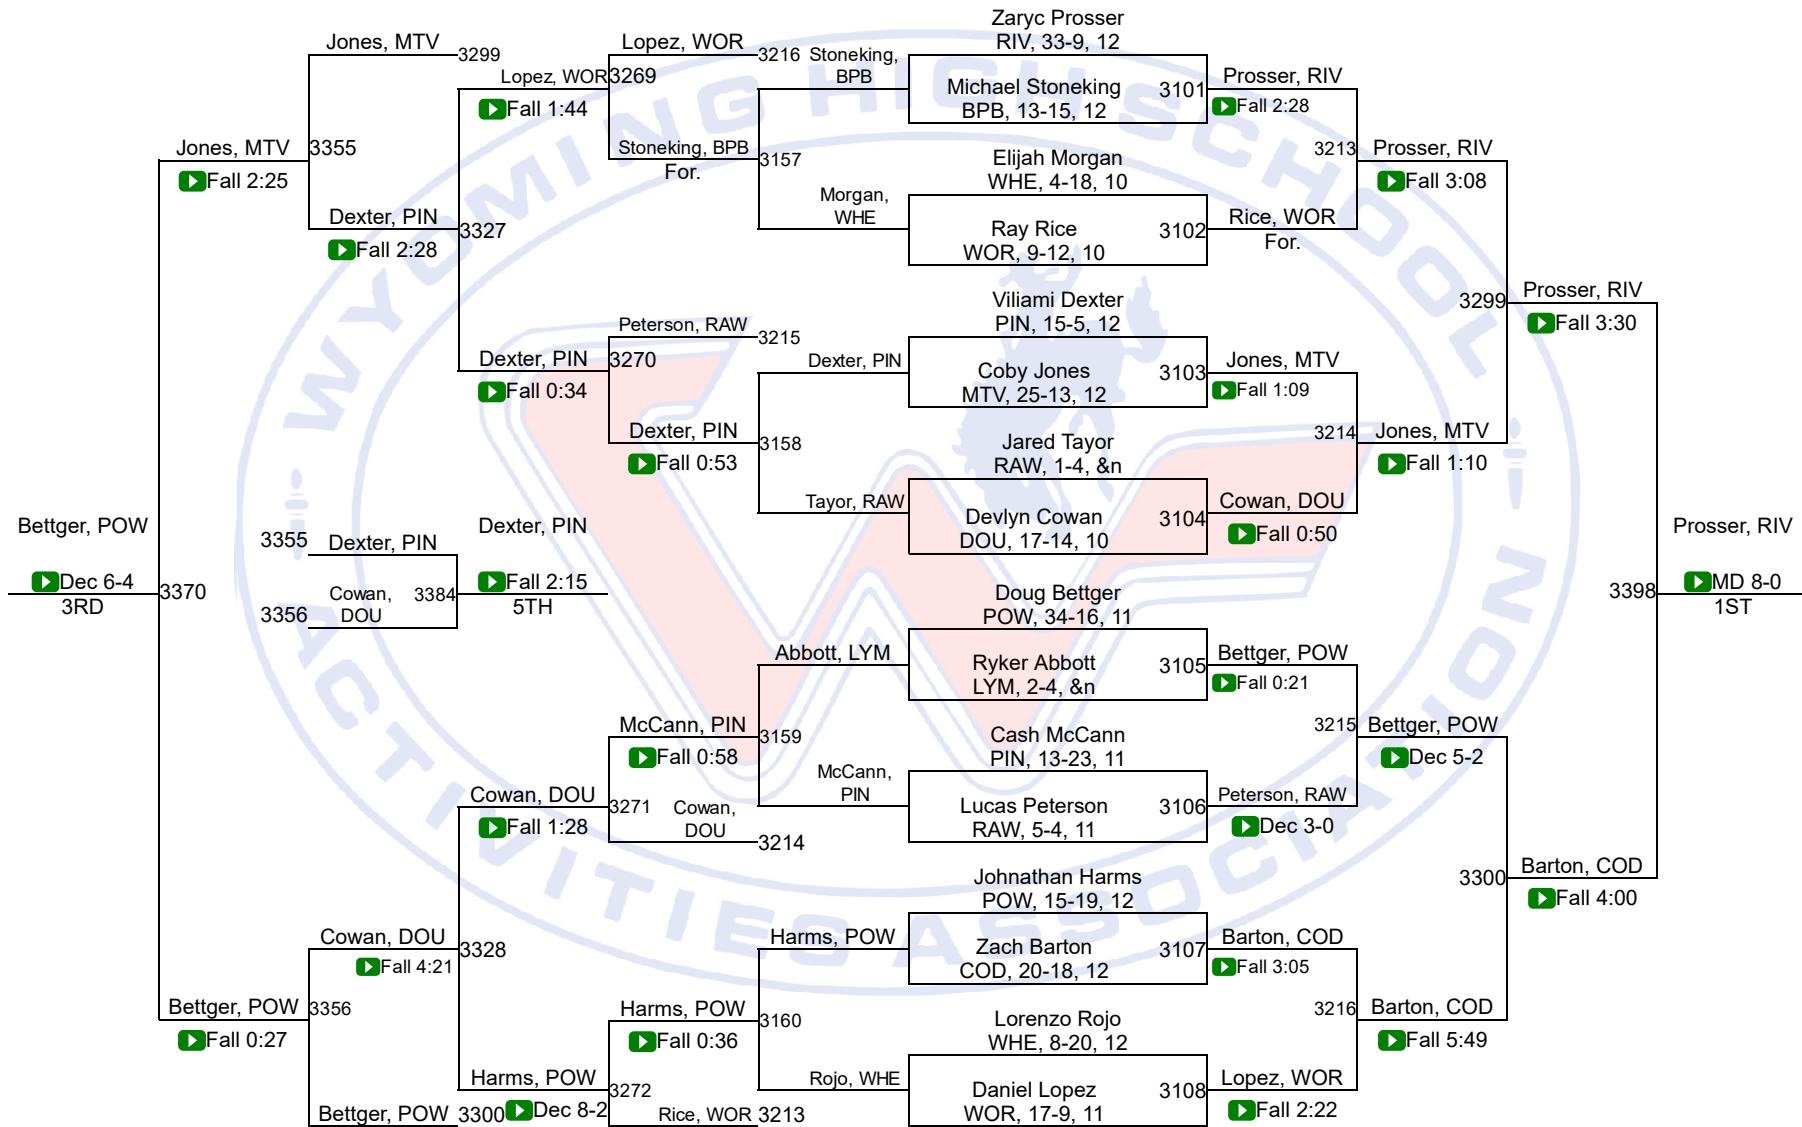 Zaryc Prosser
RIV, 33-9, 12
Michael Stoneking
BPB, 13-15, 12
3101
Elijah Morgan
WHE, 4-18, 10
Ray Rice
WOR, 9-12, 10
3102
Viliami Dexter
PIN, 15-5, 12
Coby Jones
MTV, 25-13, 12
3103
Jared Tayor
RAW, 1-4, &n
Devlyn Cowan
DOU, 17-14, 10
3104
Doug Bettger
POW, 34-16, 11
Ryker Abbott
LYM, 2-4, &n
3105
Cash McCann
PIN, 13-23, 11
Lucas Peterson
RAW, 5-4, 11
3106
Johnathan Harms
POW, 15-19, 12
Zach Barton
COD, 20-18, 12
3107
Lorenzo Rojo
WHE, 8-20, 12
Daniel Lopez
WOR, 17-9, 11
3108
Prosser, RIV
Fall 2:28
Rice, WOR
For.
Jones, MTV
Fall 1:09
Cowan, DOU
Fall 0:50
Bettger, POW
Fall 0:21
Peterson, RAW
Dec 3-0
Barton, COD
Fall 3:05
Lopez, WOR
Fall 2:22
3213
Prosser, RIV
Fall 3:08
3214
Jones, MTV
Fall 1:10
3215
Bettger, POW
Dec 5-2
3216
Barton, COD
Fall 5:49
3299
Prosser, RIV
Fall 3:30
3300
Barton, COD
Fall 4:00
3398
Prosser, RIV
MD 8-0
1ST
Stoneking,
BPB
Morgan,
WHE
3157
Dexter, PIN
Tayor, RAW
3158
Abbott, LYM
McCann,
PIN
3159
Harms, POW
Rojo, WHE
3160
Lopez, WOR
3216
Stoneking, BPB
For.
3269
Peterson, RAW
3215
Dexter, PIN
Fall 0:53
3270
McCann, PIN
Fall 0:58
Cowan,
DOU
3214
3271
Harms, POW
Fall 0:36
Rice, WOR
3213
3272
Lopez, WOR
Fall 1:44
Dexter, PIN
Fall 0:34
3327
Cowan, DOU
Fall 1:28
Harms, POW
Dec 8-2
3328
Jones, MTV
3299
Dexter, PIN
Fall 2:28
3355
Cowan, DOU
Fall 4:21
Bettger, POW
3300
3356
Jones, MTV
Fall 2:25
Bettger, POW
Fall 0:27
3370
Bettger, POW
Dec 6-4
3RD
3355
Dexter, PIN
3356
Cowan,
DOU
3384
Dexter, PIN
Fall 2:15
5TH
WYOMING HIGH SCHOOL
ACTIVITIES ASSOCIATION